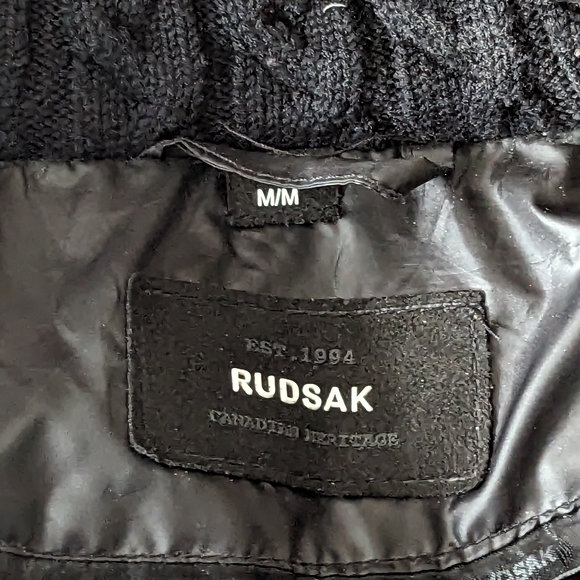 M/M
EST.1994
RUDSAK
CANADIAN HERITAGE